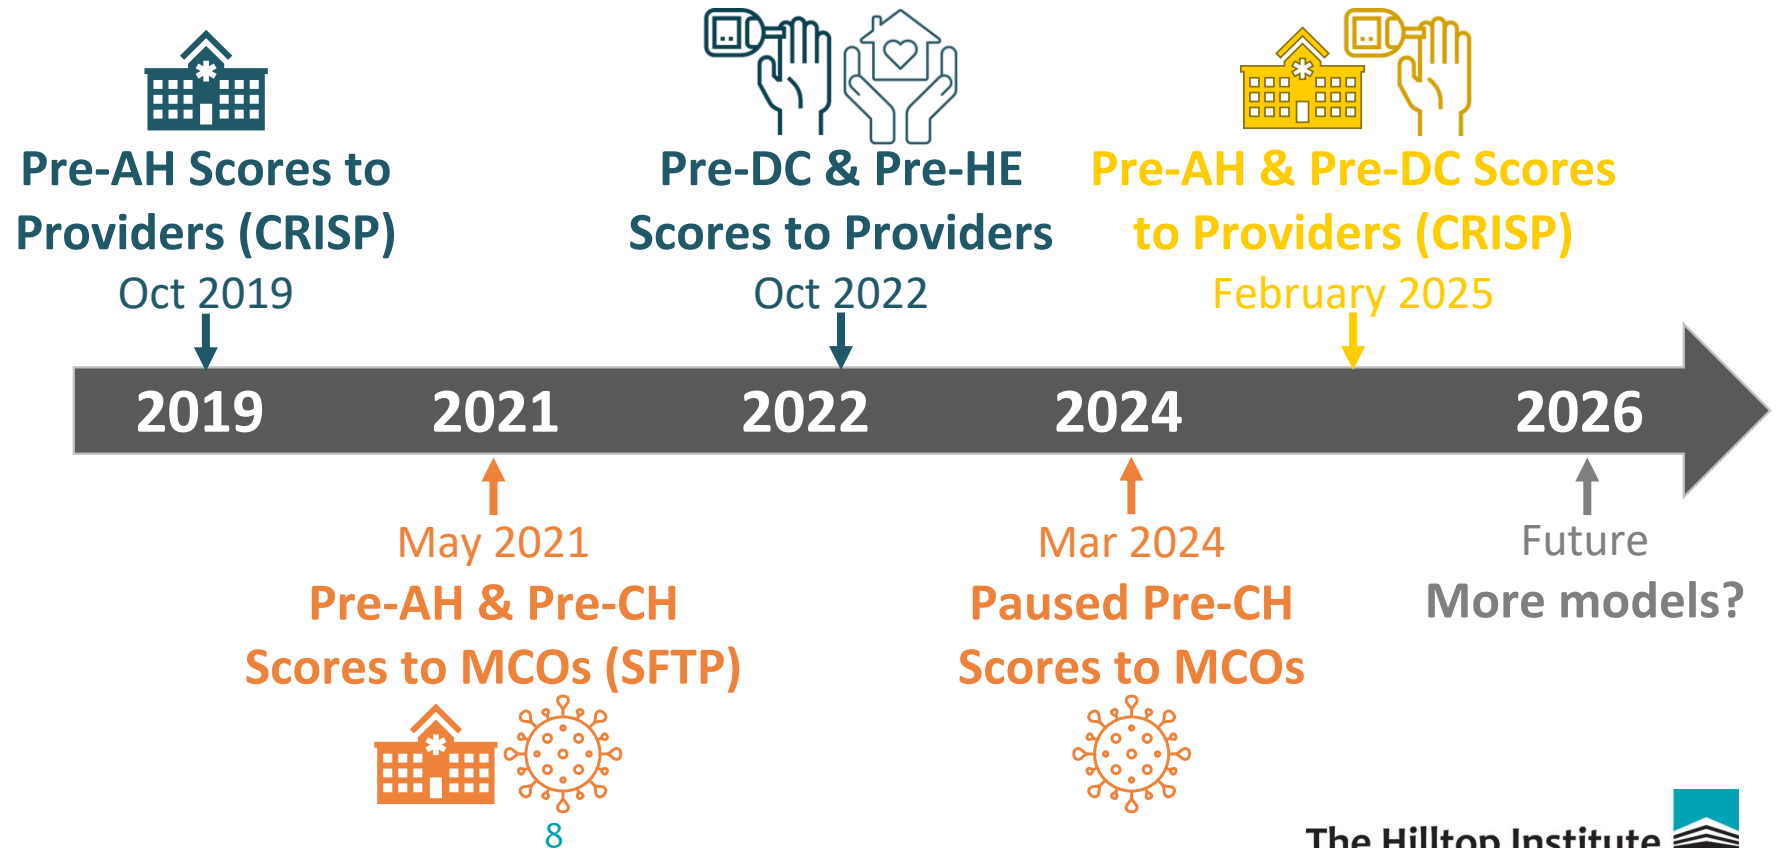 Pre-AH Scores to
Providers (CRISP)
Oct 2019
Pre-DC & Pre-HE
Scores to Providers
Oct 2022
Pre-AH & Pre-DC Scores
to Providers (CRISP)
February 2025
2019 2021 2022 2024 2026
May 2021
Pre-AH & Pre-CH
Scores to MCOs (SFTP)
Mar 2024
Paused Pre-CH
Scores to MCOs
Future
More models?
8
The Hilltop Institute